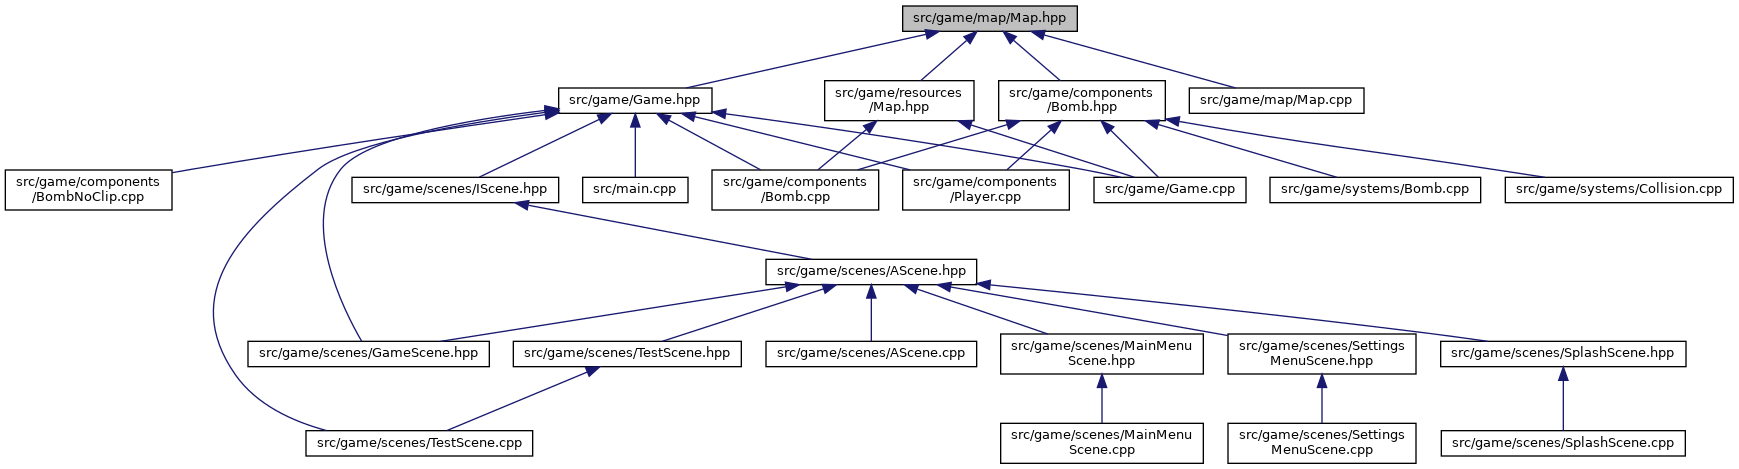 src/game/map/Map.hpp
src/game/Game.hpp
src/game/resources
/Map.hpp
src/game/components
/Bomb.hpp
src/game/map/Map.cpp
src/game/components
/BombNoClip.cpp
src/game/scenes/IScene.hpp
src/main.cpp
src/game/components
/Bomb.cpp
src/game/components
/Player.cpp
src/game/Game.cpp
src/game/systems/Bomb.cpp
src/game/systems/Collision.cpp
src/game/scenes/AScene.hpp
src/game/scenes/GameScene.hpp
src/game/scenes/TestScene.hpp
src/game/scenes/AScene.cpp
src/game/scenes/MainMenu
Scene.hpp
src/game/scenes/Settings
MenuScene.hpp
src/game/scenes/SplashScene.hpp
src/game/scenes/TestScene.cpp
src/game/scenes/MainMenu
Scene.cpp
src/game/scenes/Settings
MenuScene.cpp
src/game/scenes/SplashScene.cpp